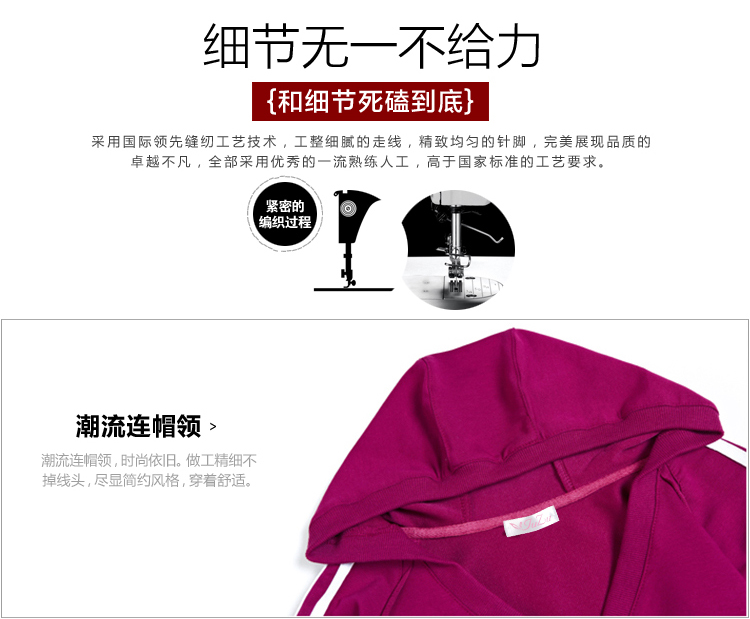 细节无一不给力
{和细节死磕到底}
采用国际领先缝纫工艺技术，工整细腻的走线，精致均匀的针脚，完美展现品质的
卓越不凡，全部采用优秀的一流熟练人工，高于国家标准的工艺要求。
紧密的
编织过程
潮流连帽领 >
潮流连帽领，时尚依旧。做工精细不
掉线头，尽显简约风格，穿着舒适。